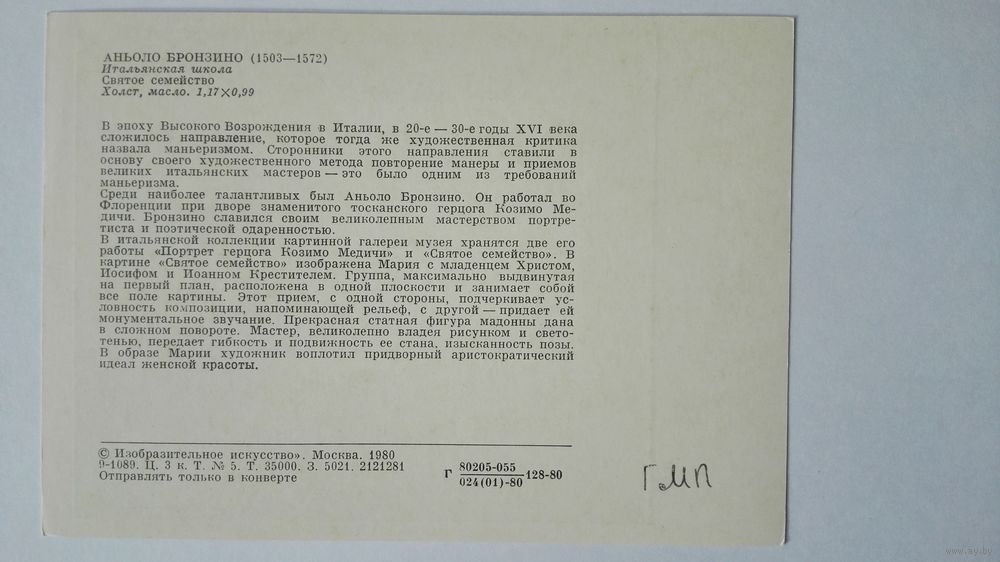 АНЬОЛО БРОНЗИНО (1503—1572)
Итальянская школа
Святое семейство
Холст, масло. 1,17×0,99
В эпоху Высокого Возрождения в Италии, в 20-е — 30-е годы XVI века
сложилось направление, которое тогда же художественная критика
назвала маньеризмом. Сторонники этого направления ставили в
основу своего художественного метода повторение манеры и приемов
великих итальянских мастеров — это было одним из требований
маньеризма.
Среди наиболее талантливых был Аньоло Бронзино. Он работал во
Флоренции при дворе знаменитого тосканского герцога Козимо Ме-
дичи. Бронзино славился своим великолепным мастерством портре-
тиста и поэтической одаренностью.
В итальянской коллекции картинной галереи музея хранятся две его
работы «Портрет герцога Козимо Медичи» и «Святое семейство». В
картине «Святое семейство» изображена Мария с младенцем Христом,
Иосифом и Иоанном Крестителем. Группа, максимально выдвинутая
на первый план, расположена в одной плоскости и занимает собой
все поле картины. Этот прием, с одной стороны, подчеркивает ус-
ловность композиции, напоминающей рельеф, с другой — придает ей
монументальное звучание. Прекрасная статная фигура мадонны дана
в сложном повороте. Мастер, великолепно владея рисунком и свето-
тенью, передает гибкость и подвижность ее стана, изысканность позы.
В образе Марии художник воплотил придворный аристократический
идеал женской красоты.
© Изобразительное искусство». Москва. 1980
9-1089. Ц. 3 к. Т. № 5. Т. 35000. З. 5021. 2121281
Отправлять только в конверте
Г 80205-055
024(01)-80 128-80
ГМП
www.ay.by